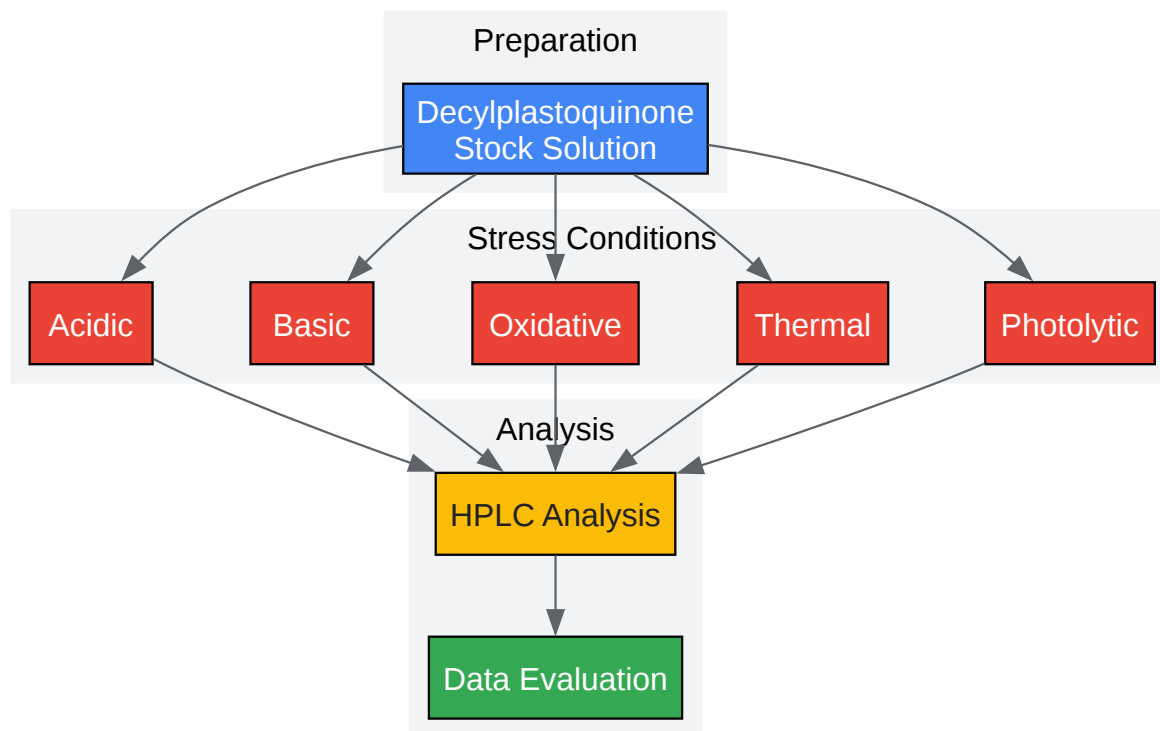 Preparation
Decylplastoquinone
Stock Solution
Stress Conditions
Acidic
Basic
Oxidative
Thermal
Photolytic
Analysis
HPLC Analysis
Data Evaluation